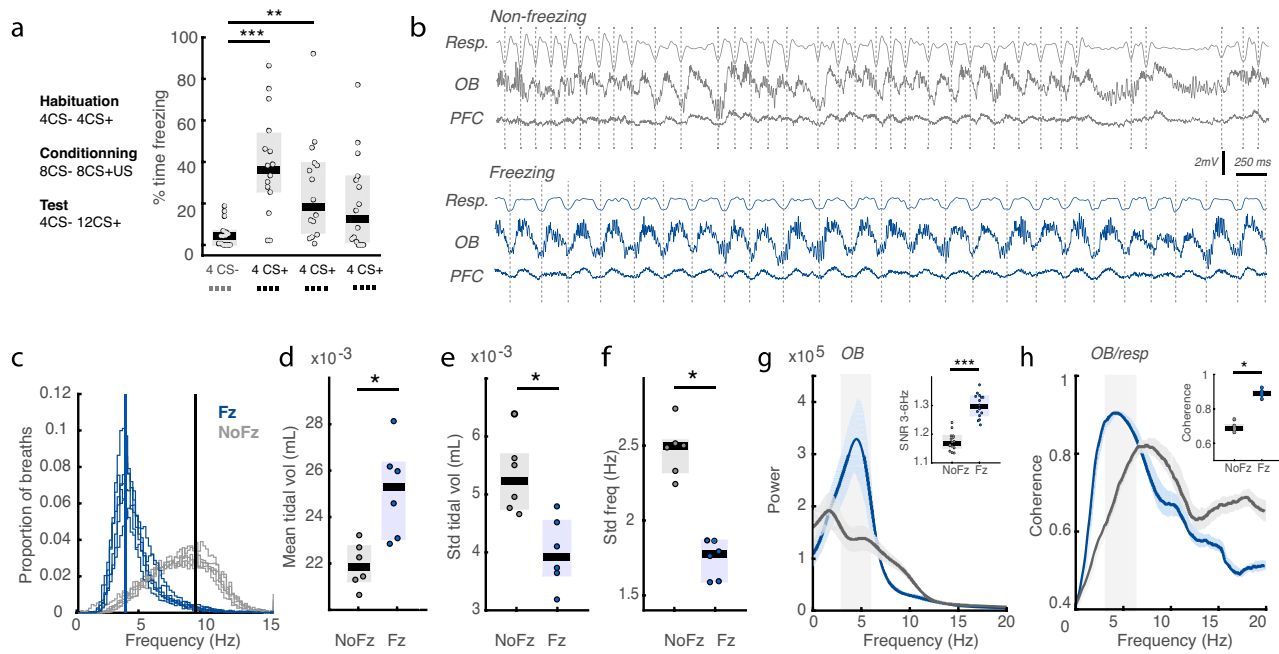 a
**
***
% time freezing
100
80
60
40
20
0
Habituation
4CS- 4CS+
Conditionning
8CS- 8CS+US
Test
4CS- 12CS+
4 CS-
4 CS+
4 CS+
4 CS+
b
Non-freezing
Resp.
OB
PFC
2mV
250 ms
Freezing
Resp.
OB
PFC
c
Proportion of breaths
0.12
0.1
0.08
0.06
0.04
0.02
0
Fz
NoFz
0
5
10
15
Frequency (Hz)
d
x10-3
*
Mean tidal vol (mL)
28
26
24
22
NoFz
Fz
e
x10-3
*
Std tidal vol (mL)
6
5
4
3
NoFz
Fz
f
*
Std freq (Hz)
3
2.5
2
1.5
NoFz
Fz
g
x105
OB
Power
5
4
3
2
1
0
0
5
10
15
20
Frequency (Hz)
***
SNR 3-6Hz
1.3
1.2
1.1
NoFz
Fz
h
OB/resp
Coherence
1
0.8
0.6
0.4
0
5
10
15
20
Frequency (Hz)
*
Coherence
1
0.8
0.6
NoFz
Fz